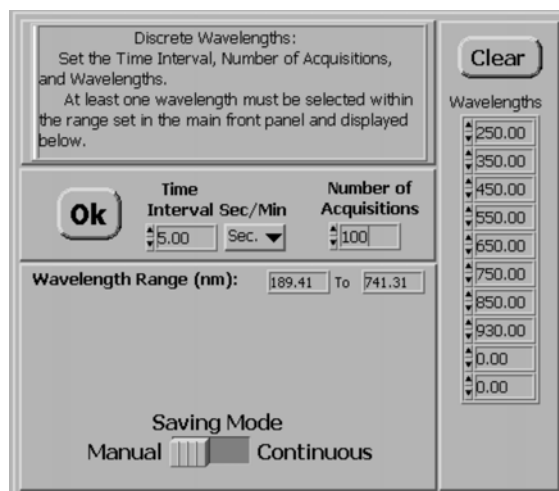 Discrete Wavelengths:
Set the Time Interval, Number of Acquisitions,
and Wavelengths.
At least one wavelength must be selected within
the range set in the main front panel and displayed
below.
Ok
Time
Interval Sec/Min
5.00 Sec.
Number of
Acquisitions
100
Wavelength Range (nm): 189.41 To 741.31
Saving Mode
Manual Continuous
Clear
Wavelengths
250.00
350.00
450.00
550.00
650.00
750.00
850.00
930.00
0.00
0.00